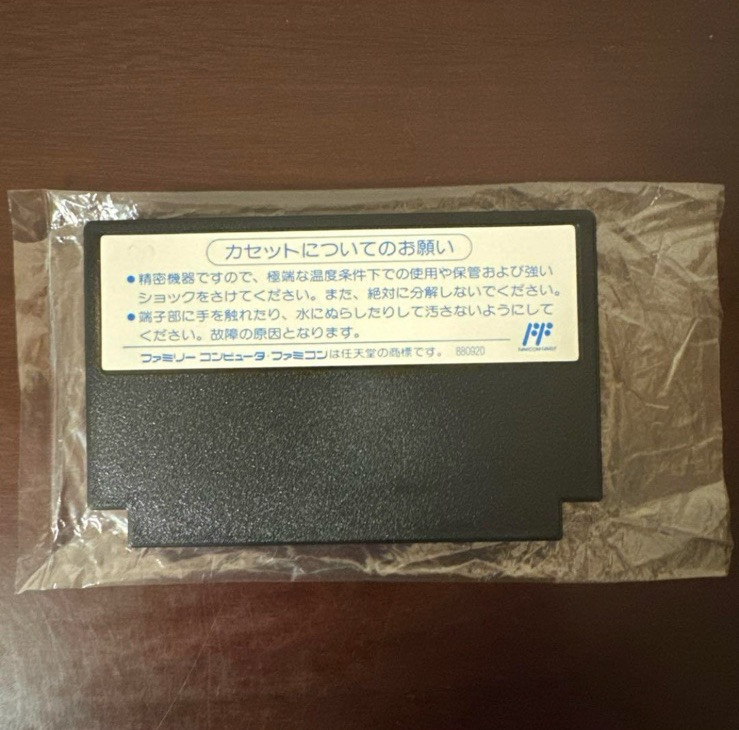 カセットについてのお願い
●精密機器ですので、極端な温度条件下での使用や保管および強い
ショックをさけてください。また、絶対に分解しないでください。
●端子部に手を触れたり、水にぬらしたりして汚さないようにして
ください。故障の原因となります。
ファミリー コンピュータ・ファミコンは任天堂の商標です。 880920
FAMICOM FAMILY